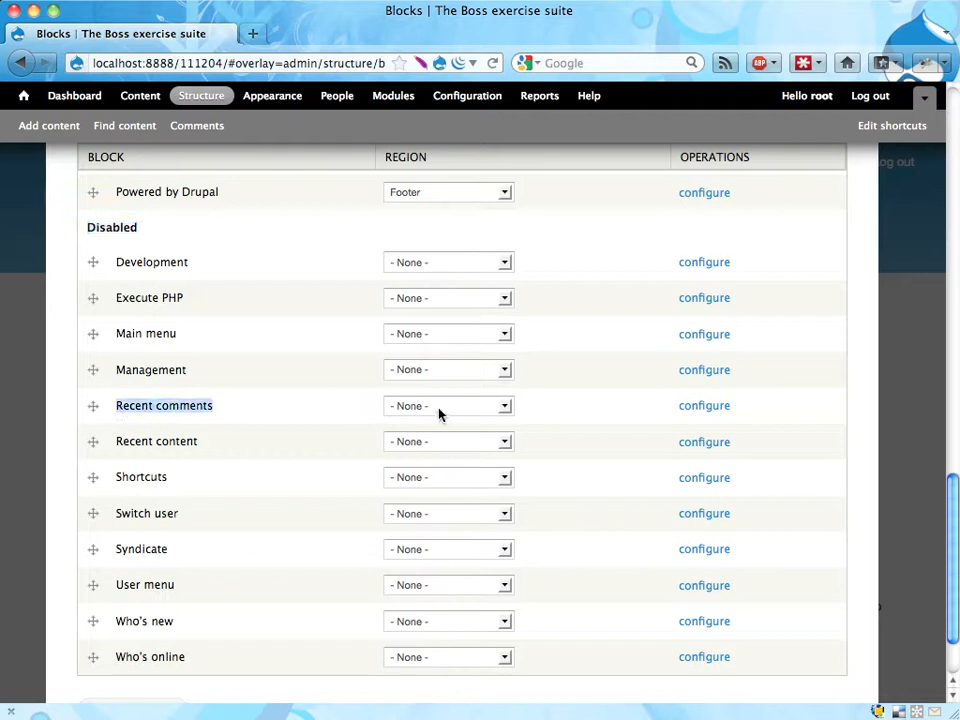 Blocks | The Boss exercise suite
Blocks | The Boss exercise suite
localhost:8888/111204/#overlay=admin/structure/b
Google
ABP
Dashboard Content Structure Appearance People Modules Configuration Reports Help Hello root Log out
Add content Find content Comments Edit shortcuts
BLOCK REGION OPERATIONS
og out
Powered by Drupal Footer configure
Disabled
Development - None - configure
Execute PHP - None - configure
Main menu - None - configure
Management - None - configure
Recent comments - None - configure
Recent content - None - configure
Shortcuts - None - configure
Switch user - None - configure
Syndicate - None - configure
User menu - None - configure
Who's new - None - configure
Who's online - None - configure